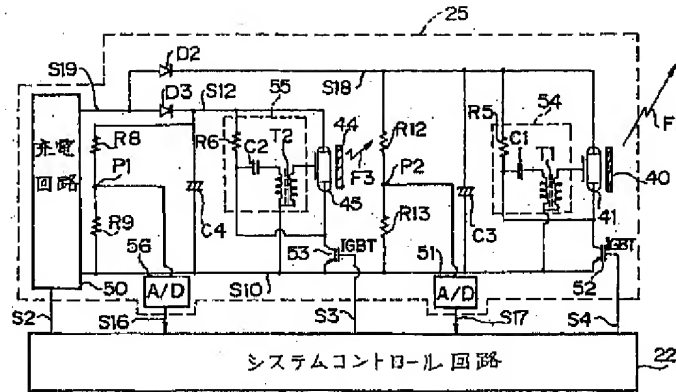 25
D2
S19
D3
S12
55
S18
54
F
R8
R6
C2
T2
44
F3
R12
R5
C1
T1
充電
回路
P1
P2
40
R9
C4
45
R13
C3
41
56
53
IGBT
51
IGBT
52
50
A/D
S10
A/D
S2
S16
S3
S17
S4
システムコントロール回路
22